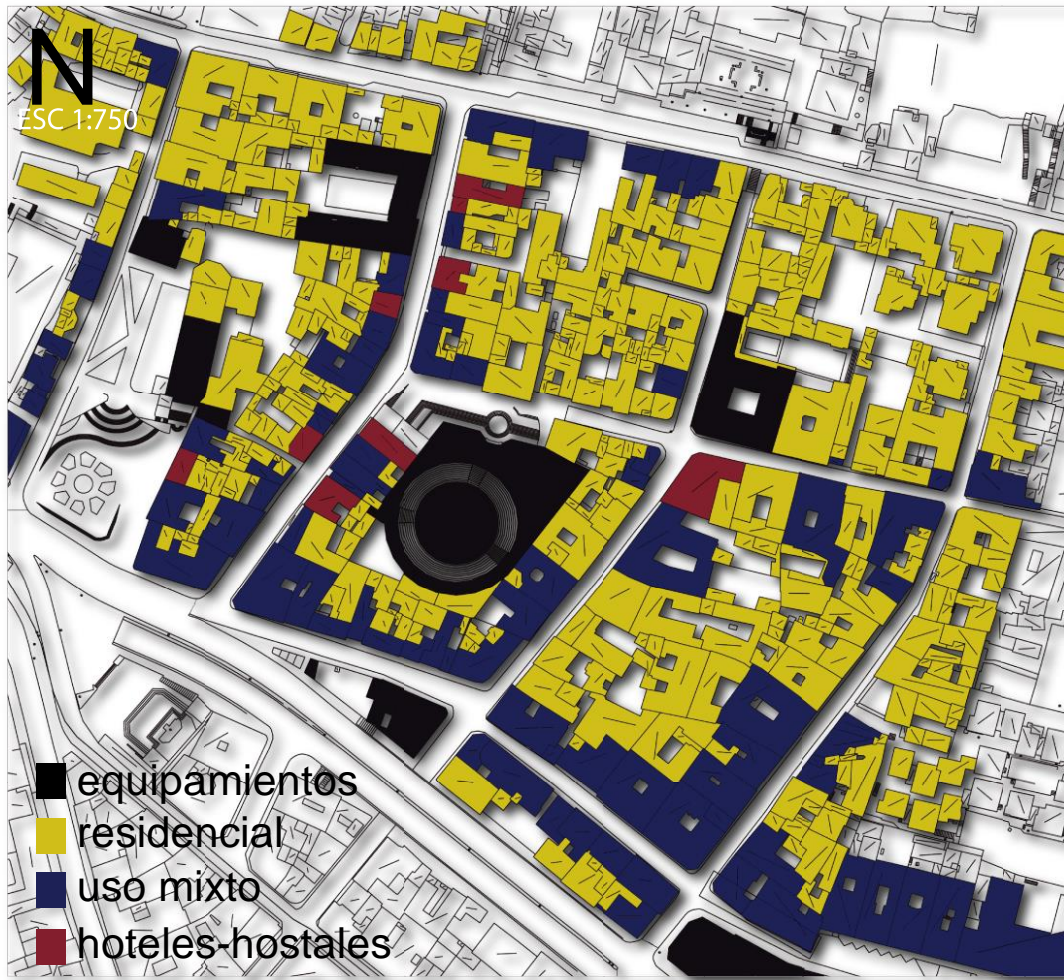 N
ESC 1:750
equipamientos
residencial
uso mixto
hoteles-hostales